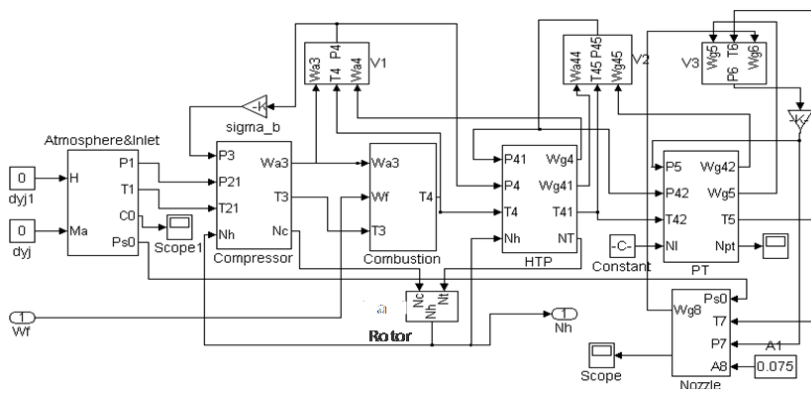 Atmosphere&Inlet
0
dyj1
0
dyj
H
Ma
P1
T1
C0
Ps0
Scope1
-K-
sigma_b
P3
P21
T21
Nh
Wa3
T3
Nc
Compressor
Wa3
Wf
T3
T4
Combustion
P4
Wa3
T4
Wa4
V1
P41
P4
T4
Nh
Wg4
Wg41
T41
NT
HTP
P45
Wa44
T45
Wg45
V2
P5
P42
T42
NI
Wg42
Wg5
T5
Npt
PT
-C-
Constant
Wg5
T6
P6
Wg6
V3
-K-
Nc
Nt
Nh
Rotor
1
Wf
1
Nh
Wg8
Ps0
T7
P7
A8
Nozzle
Scope
A1
0.075